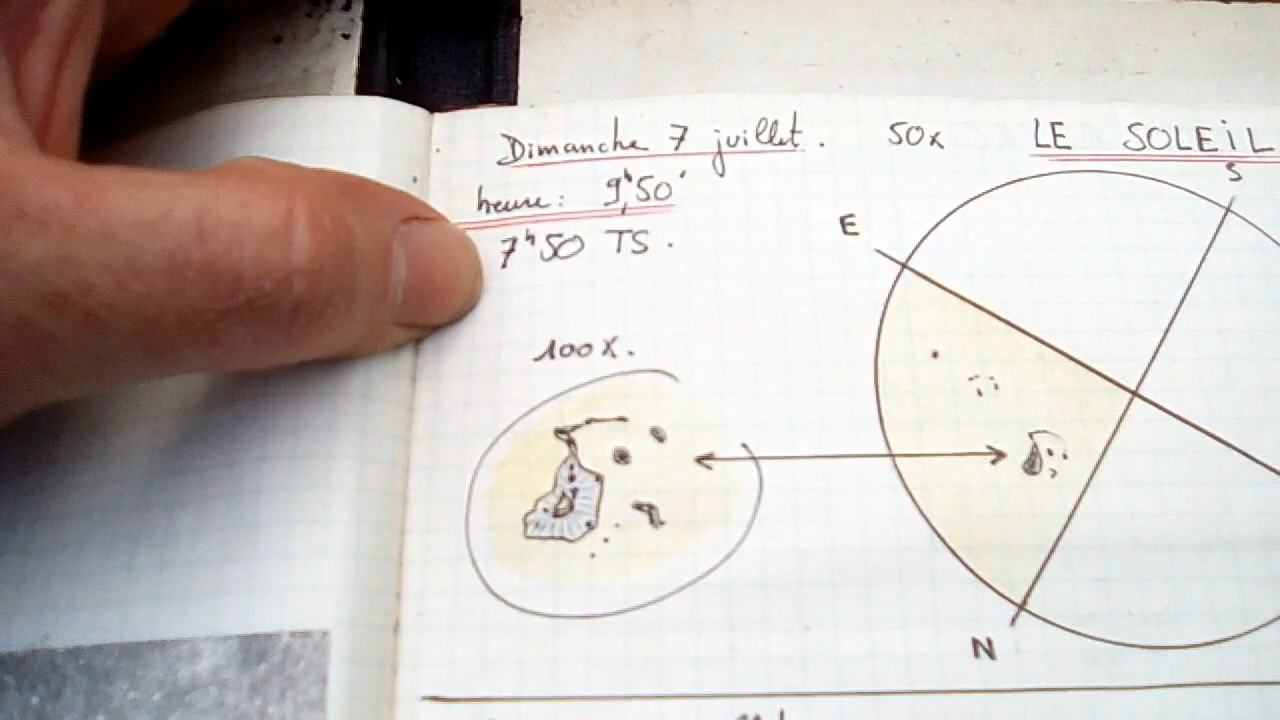 Dimanche 7 juillet. 50x LE SOLEIL
heure: 9h50'
7h50 TS.
100X.
S
E
N